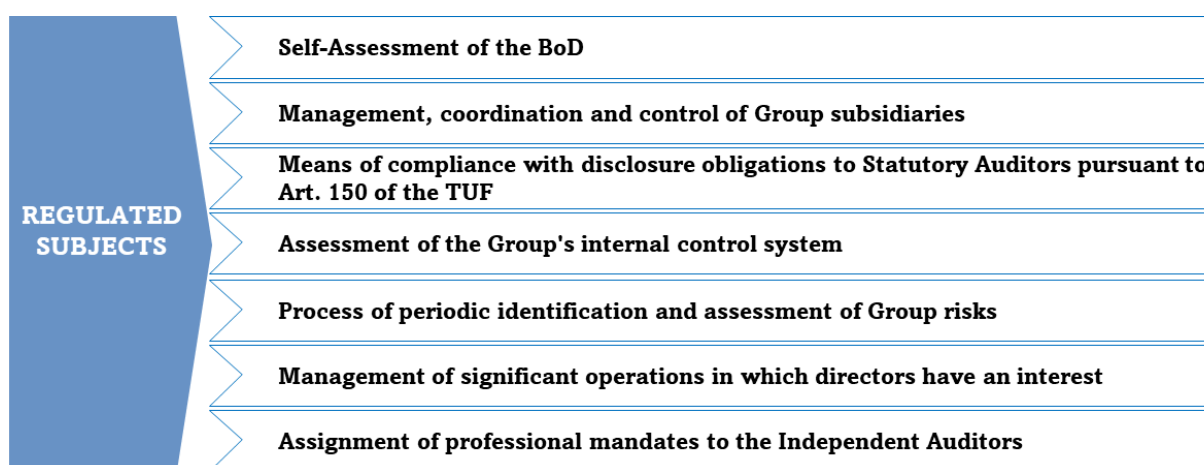 REGULATED
SUBJECTS
Self-Assessment of the BoD
Management, coordination and control of Group subsidiaries
Means of compliance with disclosure obligations to Statutory Auditors pursuant to
Art. 150 of the TUF
Assessment of the Group's internal control system
Process of periodic identification and assessment of Group risks
Management of significant operations in which directors have an interest
Assignment of professional mandates to the Independent Auditors